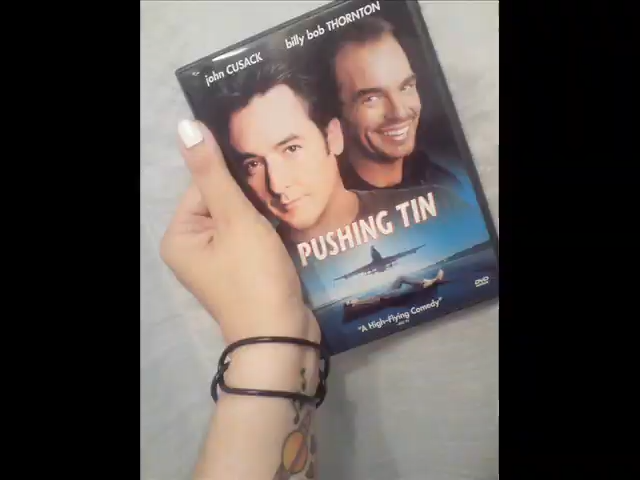 john CUSACK
billy bob THORNTON
PUSHING TIN
"A High-Flying Comedy"
DVD